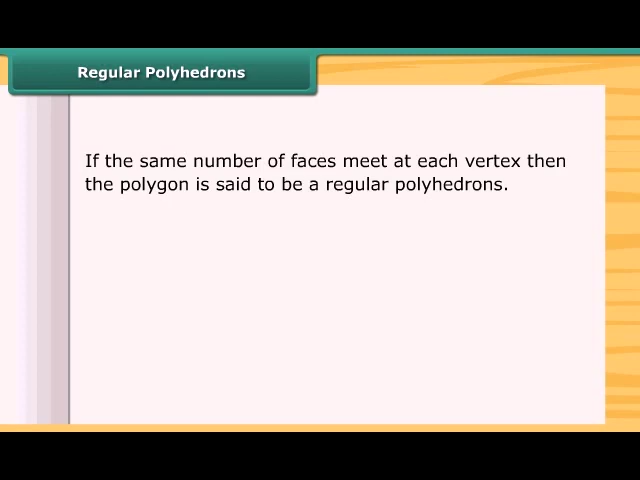 Regular Polyhedrons
If the same number of faces meet at each vertex then
the polygon is said to be a regular polyhedrons.